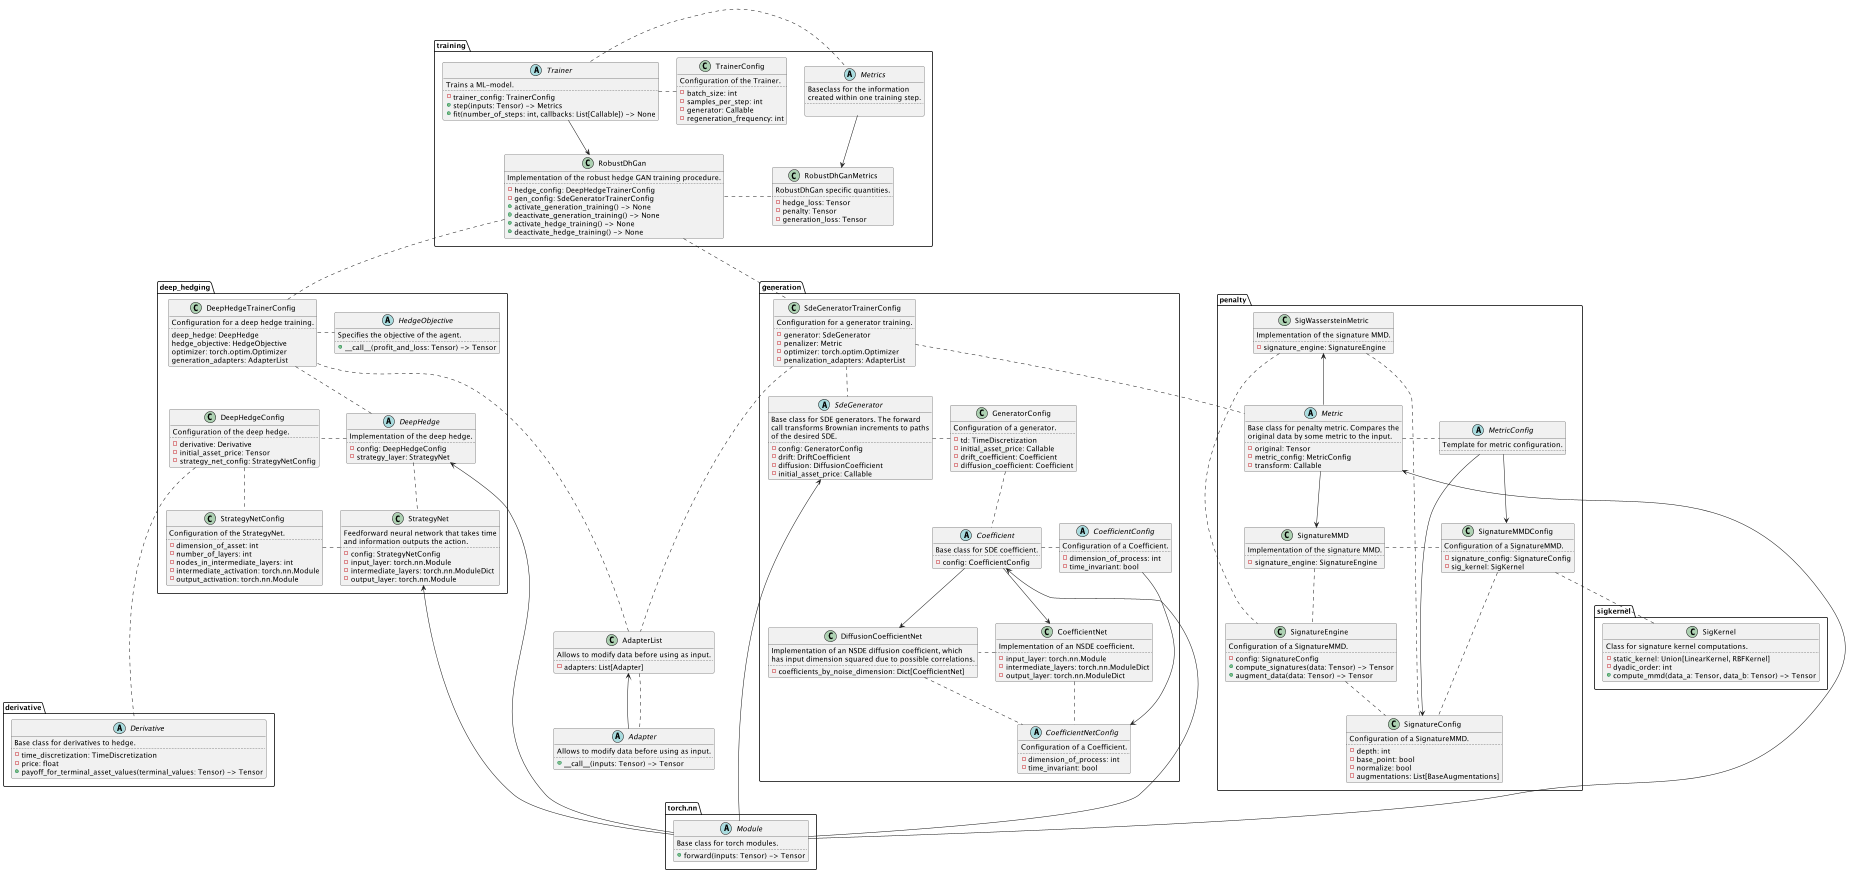 training
A Trainer
Trains a ML-model.
trainer_config: TrainerConfig
step(inputs: Tensor) -> Metrics
fit(number_of_steps: int, callbacks: List[Callable]) -> None
C TrainerConfig
Configuration of the Trainer.
batch_size: int
samples_per_step: int
generator: Callable
regeneration_frequency: int
A Metrics
Baseclass for the information
created within one training step.
C RobustDhGan
Implementation of the robust hedge GAN training procedure.
hedge_config: DeepHedgeTrainerConfig
gen_config: SdeGeneratorTrainerConfig
activate_generation_training() -> None
deactivate_generation_training() -> None
activate_hedge_training() -> None
deactivate_hedge_training() -> None
C RobustDhGanMetrics
RobustDhGan specific quantities.
hedge_loss: Tensor
penalty: Tensor
generation_loss: Tensor
deep_hedging
C DeepHedgeTrainerConfig
Configuration for a deep hedge training.
deep_hedge: DeepHedge
hedge_objective: HedgeObjective
optimizer: torch.optim.Optimizer
generation_adapters: AdapterList
A HedgeObjective
Specifies the objective of the agent.
__call__(profit_and_loss: Tensor) -> Tensor
C DeepHedgeConfig
Configuration of the deep hedge.
derivative: Derivative
initial_asset_price: Tensor
strategy_net_config: StrategyNetConfig
A DeepHedge
Implementation of the deep hedge.
config: DeepHedgeConfig
strategy_layer: StrategyNet
C StrategyNetConfig
Configuration of the StrategyNet.
dimension_of_asset: int
number_of_layers: int
nodes_in_intermediate_layers: int
intermediate_activation: torch.nn.Module
output_activation: torch.nn.Module
C StrategyNet
Feedforward neural network that takes time
and information outputs the action.
config: StrategyNetConfig
input_layer: torch.nn.Module
intermediate_layers: torch.nn.ModuleDict
output_layer: torch.nn.Module
generation
C SdeGeneratorTrainerConfig
Configuration for a generator training.
generator: SdeGenerator
penalizer: Metric
optimizer: torch.optim.Optimizer
penalization_adapters: AdapterList
A SdeGenerator
Base class for SDE generators. The forward
call transforms Brownian increments to paths
of the desired SDE.
config: GeneratorConfig
drift: DriftCoefficient
diffusion: DiffusionCoefficient
initial_asset_price: Callable
C GeneratorConfig
Configuration of a generator.
td: TimeDiscretization
initial_asset_price: Callable
drift_coefficient: Coefficient
diffusion_coefficient: Coefficient
A Coefficient
Base class for SDE coefficient.
config: CoefficientConfig
A CoefficientConfig
Configuration of a Coefficient.
dimension_of_process: int
time_invariant: bool
C DiffusionCoefficientNet
Implementation of an NSDE diffusion coefficient, which
has input dimension squared due to possible correlations.
coefficients_by_noise_dimension: Dict[CoefficientNet]
C CoefficientNet
Implementation of an NSDE coefficient.
input_layer: torch.nn.Module
intermediate_layers: torch.nn.ModuleDict
output_layer: torch.nn.ModuleDict
A CoefficientNetConfig
Configuration of a Coefficient.
dimension_of_process: int
time_invariant: bool
penalty
C SigWassersteinMetric
Implementation of the signature MMD.
signature_engine: SignatureEngine
A Metric
Base class for penalty metric. Compares the
original data by some metric to the input.
original: Tensor
metric_config: MetricConfig
transform: Callable
A MetricConfig
Template for metric configuration.
C SignatureMMD
Implementation of the signature MMD.
signature_engine: SignatureEngine
C SignatureMMDConfig
Configuration of a SignatureMMD.
signature_config: SignatureConfig
sig_kernel: SigKernel
C SignatureEngine
Configuration of a SignatureMMD.
config: SignatureConfig
compute_signatures(data: Tensor) -> Tensor
augment_data(data: Tensor) -> Tensor
C SignatureConfig
Configuration of a SignatureMMD.
depth: int
base_point: bool
normalize: bool
augmentations: List[BaseAugmentations]
sigkernel
C SigKernel
Class for signature kernel computations.
static_kernel: Union[LinearKernel, RBFKernel]
dyadic_order: int
compute_mmd(data_a: Tensor, data_b: Tensor) -> Tensor
C AdapterList
Allows to modify data before using as input.
adapters: List[Adapter]
A Adapter
Allows to modify data before using as input.
__call__(inputs: Tensor) -> Tensor
derivative
A Derivative
Base class for derivatives to hedge.
time_discretization: TimeDiscretization
price: float
payoff_for_terminal_asset_values(terminal_values: Tensor) -> Tensor
torch.nn
A Module
Base class for torch modules.
forward(inputs: Tensor) -> Tensor